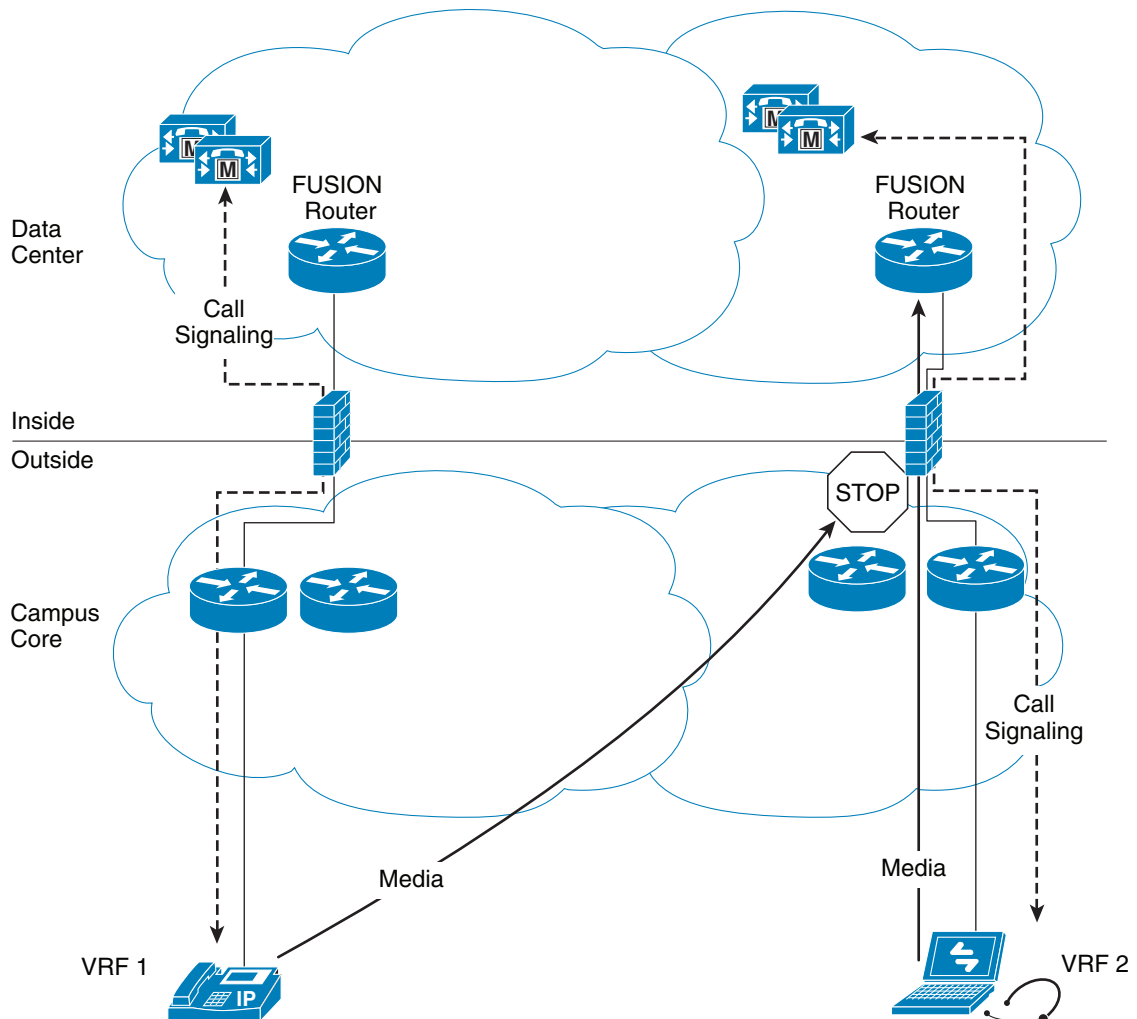 M
M
M
M
FUSION
Router
FUSION
Router
Data
Center
Call
Signaling
Inside
Outside
STOP
Campus
Core
Call
Signaling
Media
Media
VRF 1
IP
VRF 2